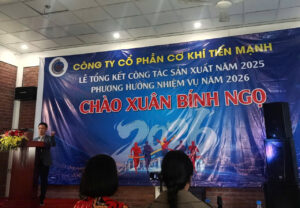 CÔNG TY CỔ PHẦN CƠ KHÍ TIẾN MẠNH
LỄ TỔNG KẾT CÔNG TÁC SẢN XUẤT NĂM 2025
PHƯƠNG HƯỚNG NHIỆM VỤ NĂM 2026
CHÀO XUÂN BÍNH NGỌ
2026